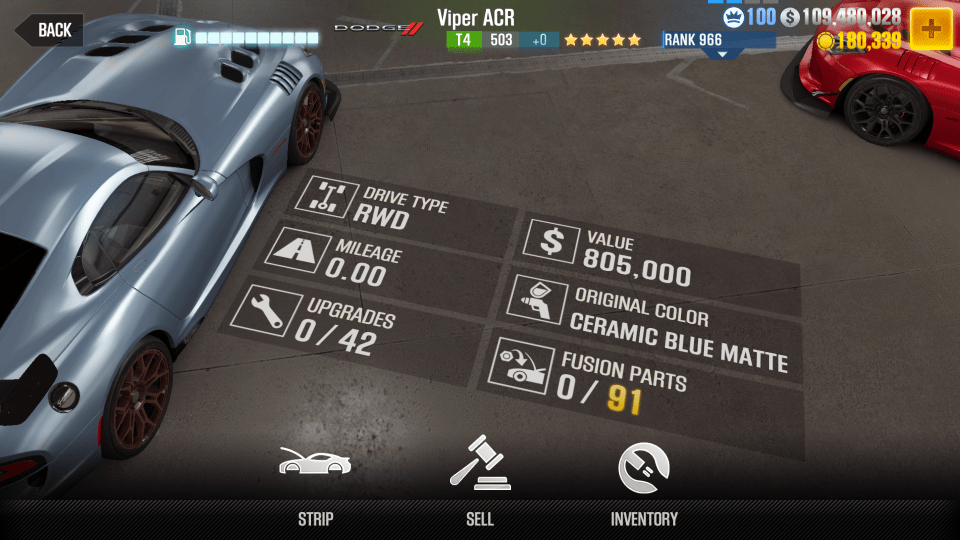 BACK
DODGE
Viper ACR
T4 503 +0
RANK 966
100 $ 109,480,028
180,339
DRIVE TYPE
RWD
MILEAGE
0.00
UPGRADES
0/42
$ VALUE
805,000
ORIGINAL COLOR
CERAMIC BLUE MATTE
FUSION PARTS
0/91
STRIP
SELL
INVENTORY